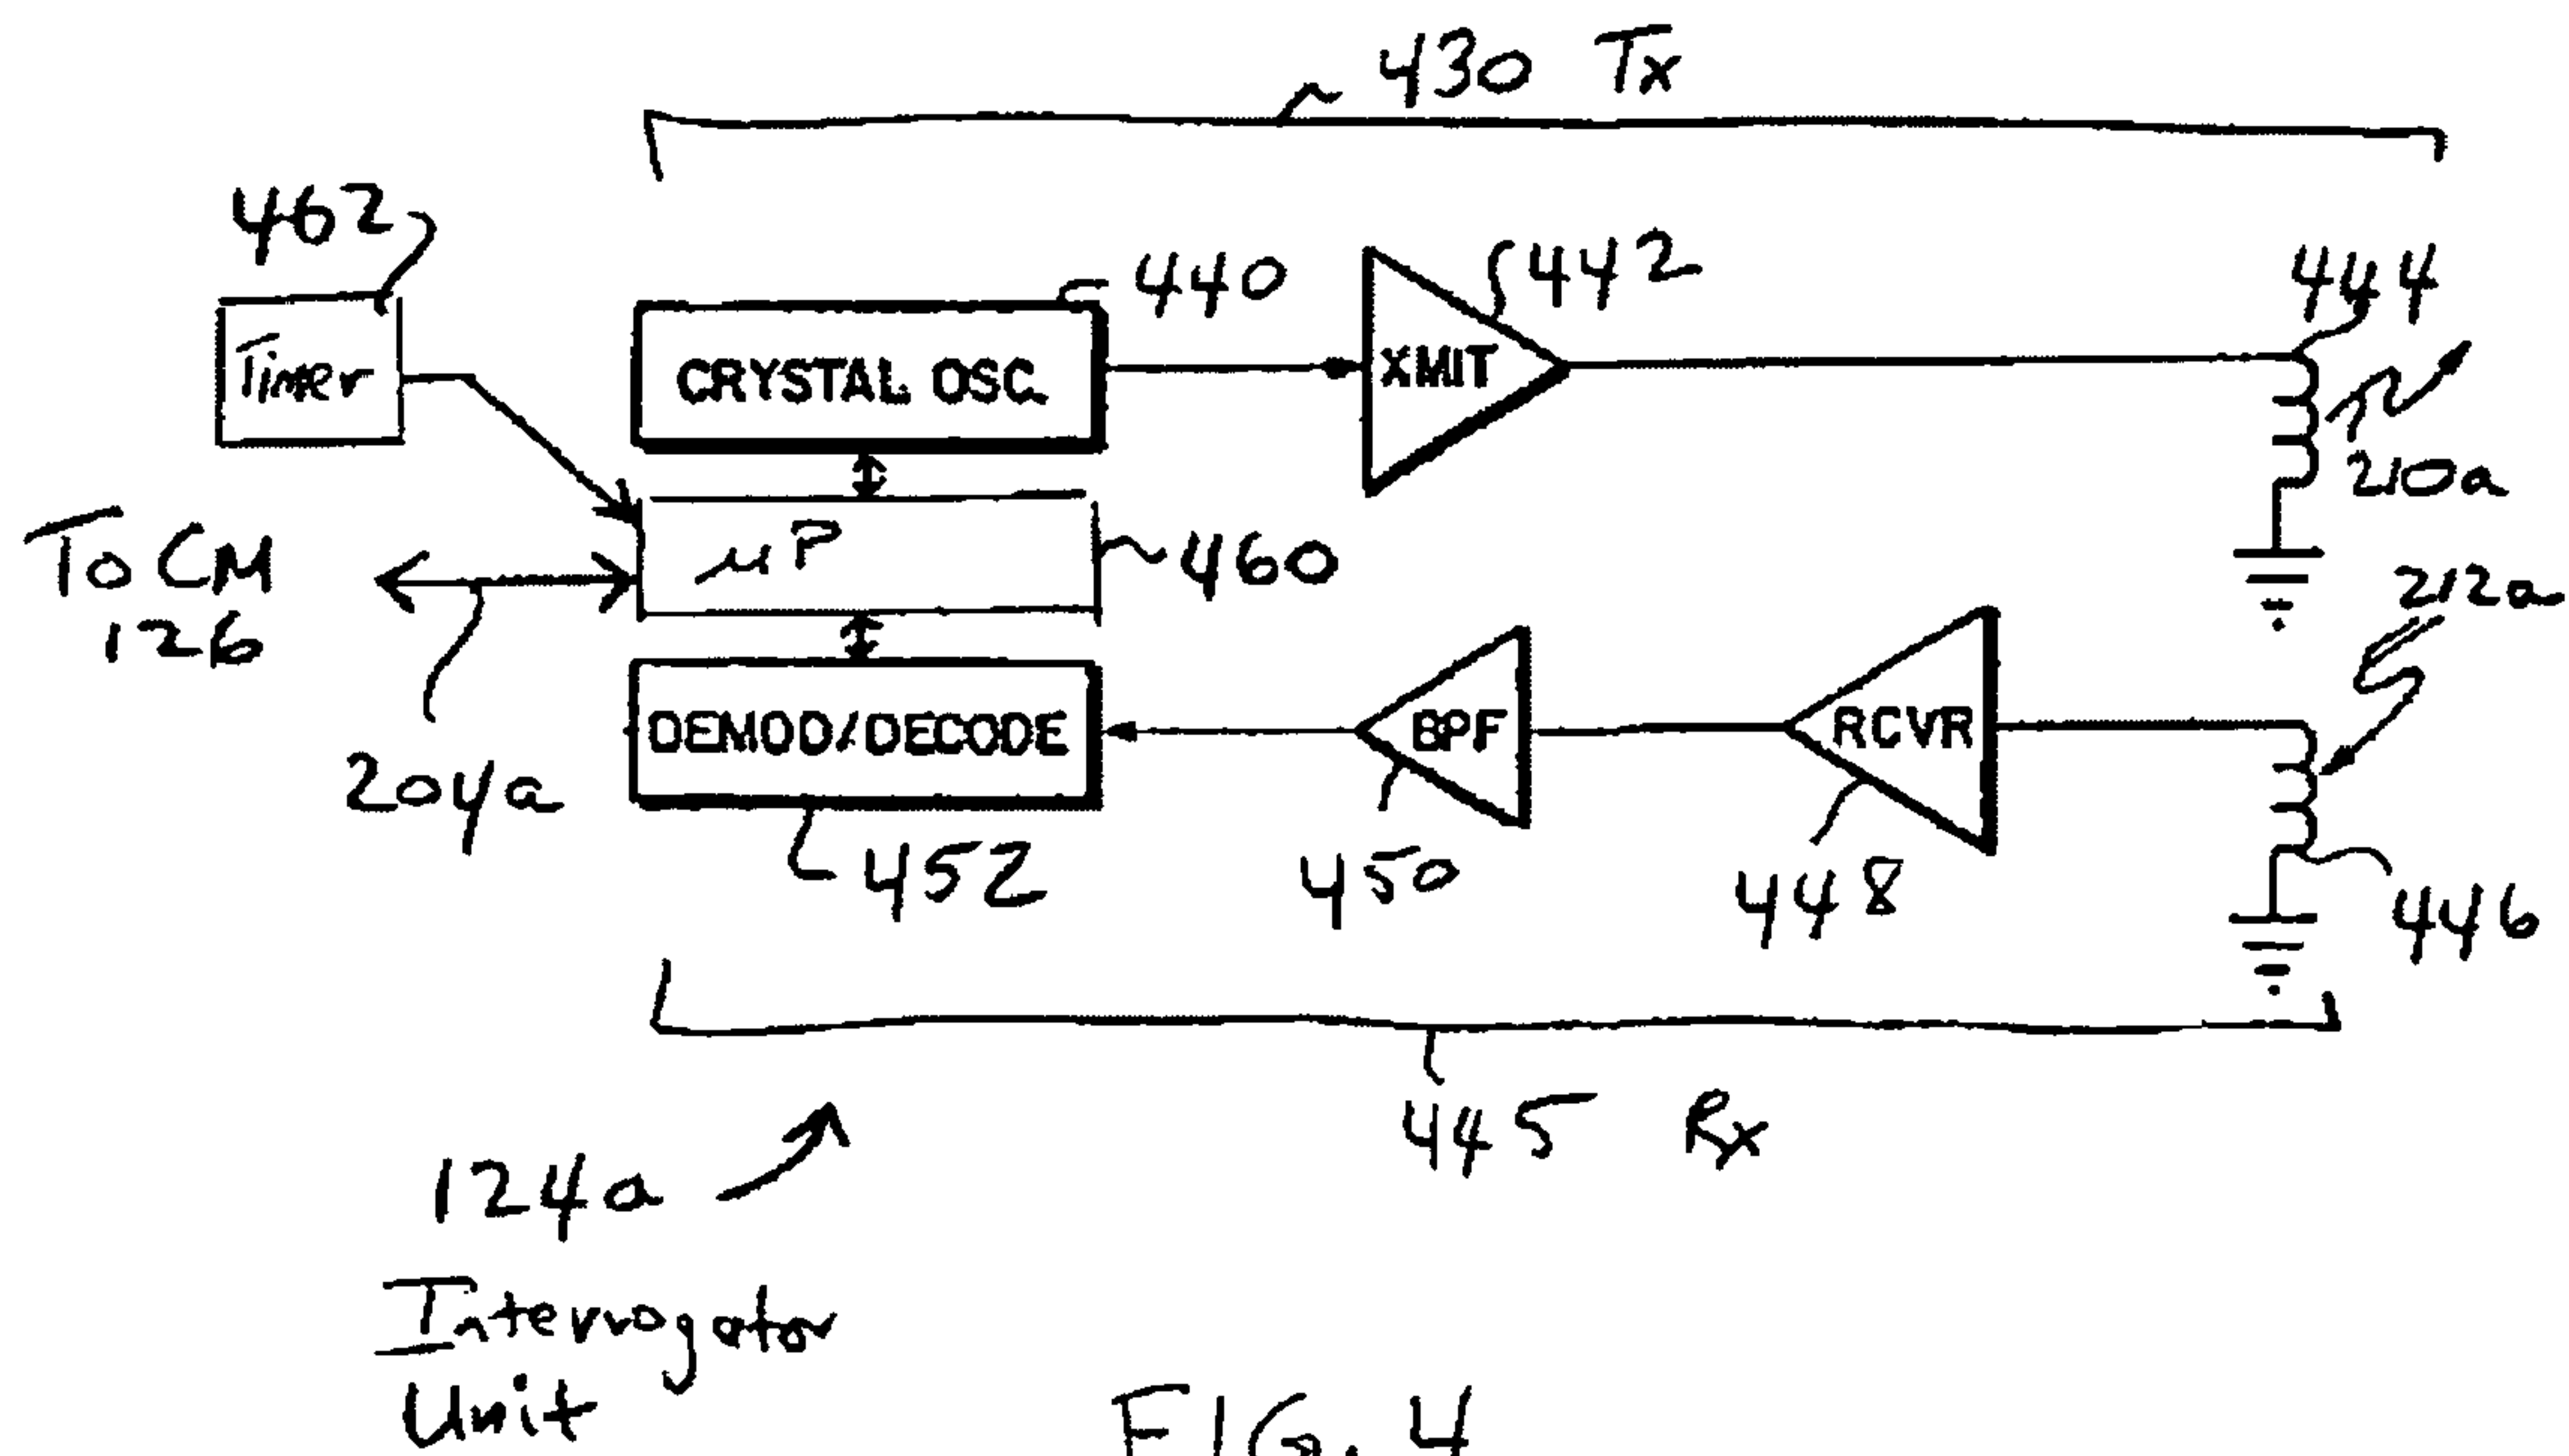 430 Tx
462
440
442
444
Timer
CRYSTAL OSC.
XMIT
210a
To CM
126
μP
460
212a
DEMOD/DECODE
BPF
RCVR
204a
452
450
448
446
445 Rx
124a
Interrogator
Unit
FIG. 4